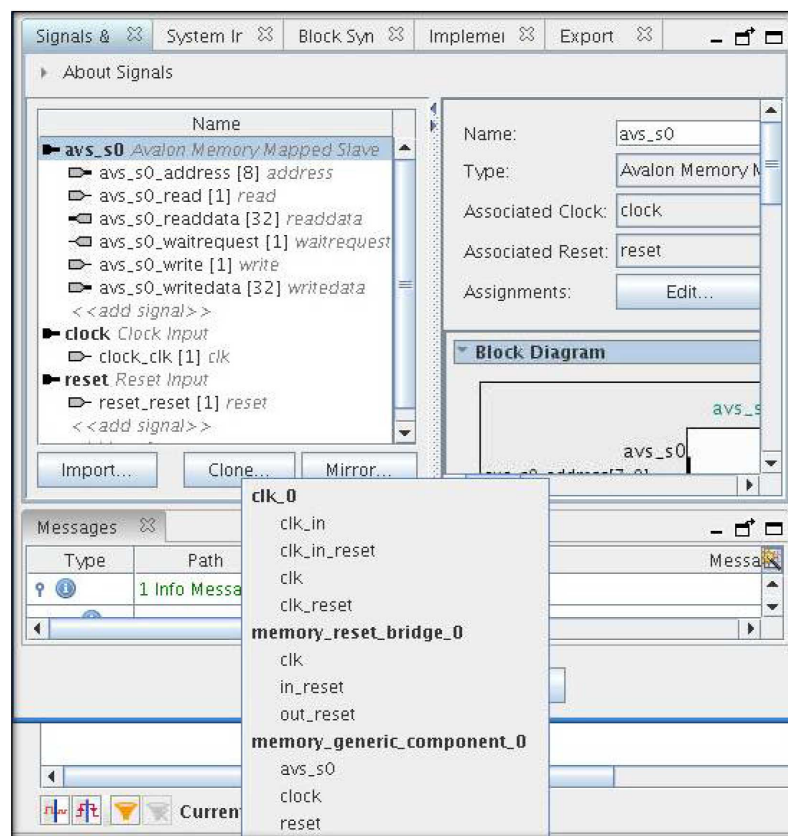 Signals & System Ir Block Syn Implemei Export
About Signals
Name
avs_s0 Avalon Memory Mapped Slave
avs_s0_address [8] address
avs_s0_read [1] read
avs_s0_readdata [32] readdata
avs_s0_waitrequest [1] waitrequest
avs_s0_write [1] write
avs_s0_writedata [32] writedata
<<add signal>>
clock Clock Input
clock_clk [1] clk
reset Reset Input
reset_reset [1] reset
<<add signal>>
Import... Clone... Mirror...
Name: avs_s0
Type: Avalon Memory M
Associated Clock: clock
Associated Reset: reset
Assignments: Edit...
Block Diagram
avs_s
avs_s0
clk_0
clk_in
clk_in_reset
clk
clk_reset
memory_reset_bridge_0
clk
in_reset
out_reset
memory_generic_component_0
avs_s0
clock
reset
Messages
Type Path Messa
1 Info Messa
Curren